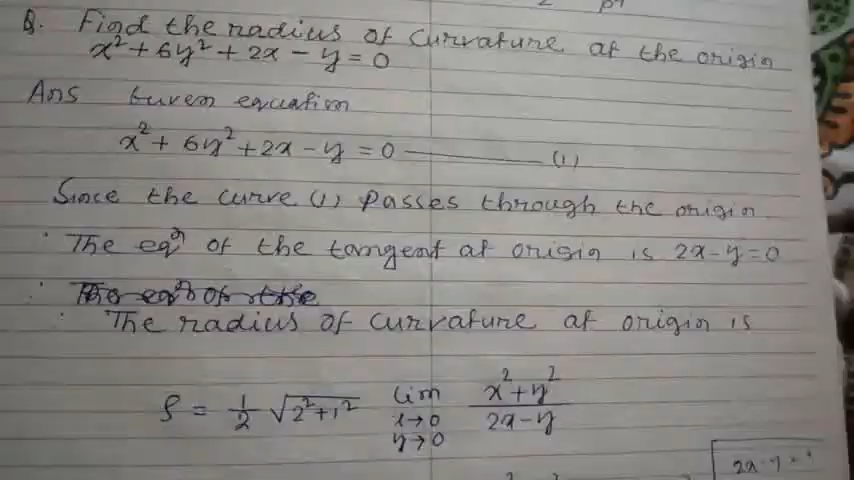 Q. Find the radius of curvature at the origin
x² + 6y² + 2x - y = 0
Ans Given equation
x² + 6y² + 2x - y = 0 ——— (1)
Since the curve (1) passes through the origin
The eqⁿ of the tangent at origin is 2x - y = 0
The eqⁿ of the
∴ The radius of curvature at origin is
ρ = 1/2 √2²+1² lim x→0 y→0 x²+y² / 2x-y